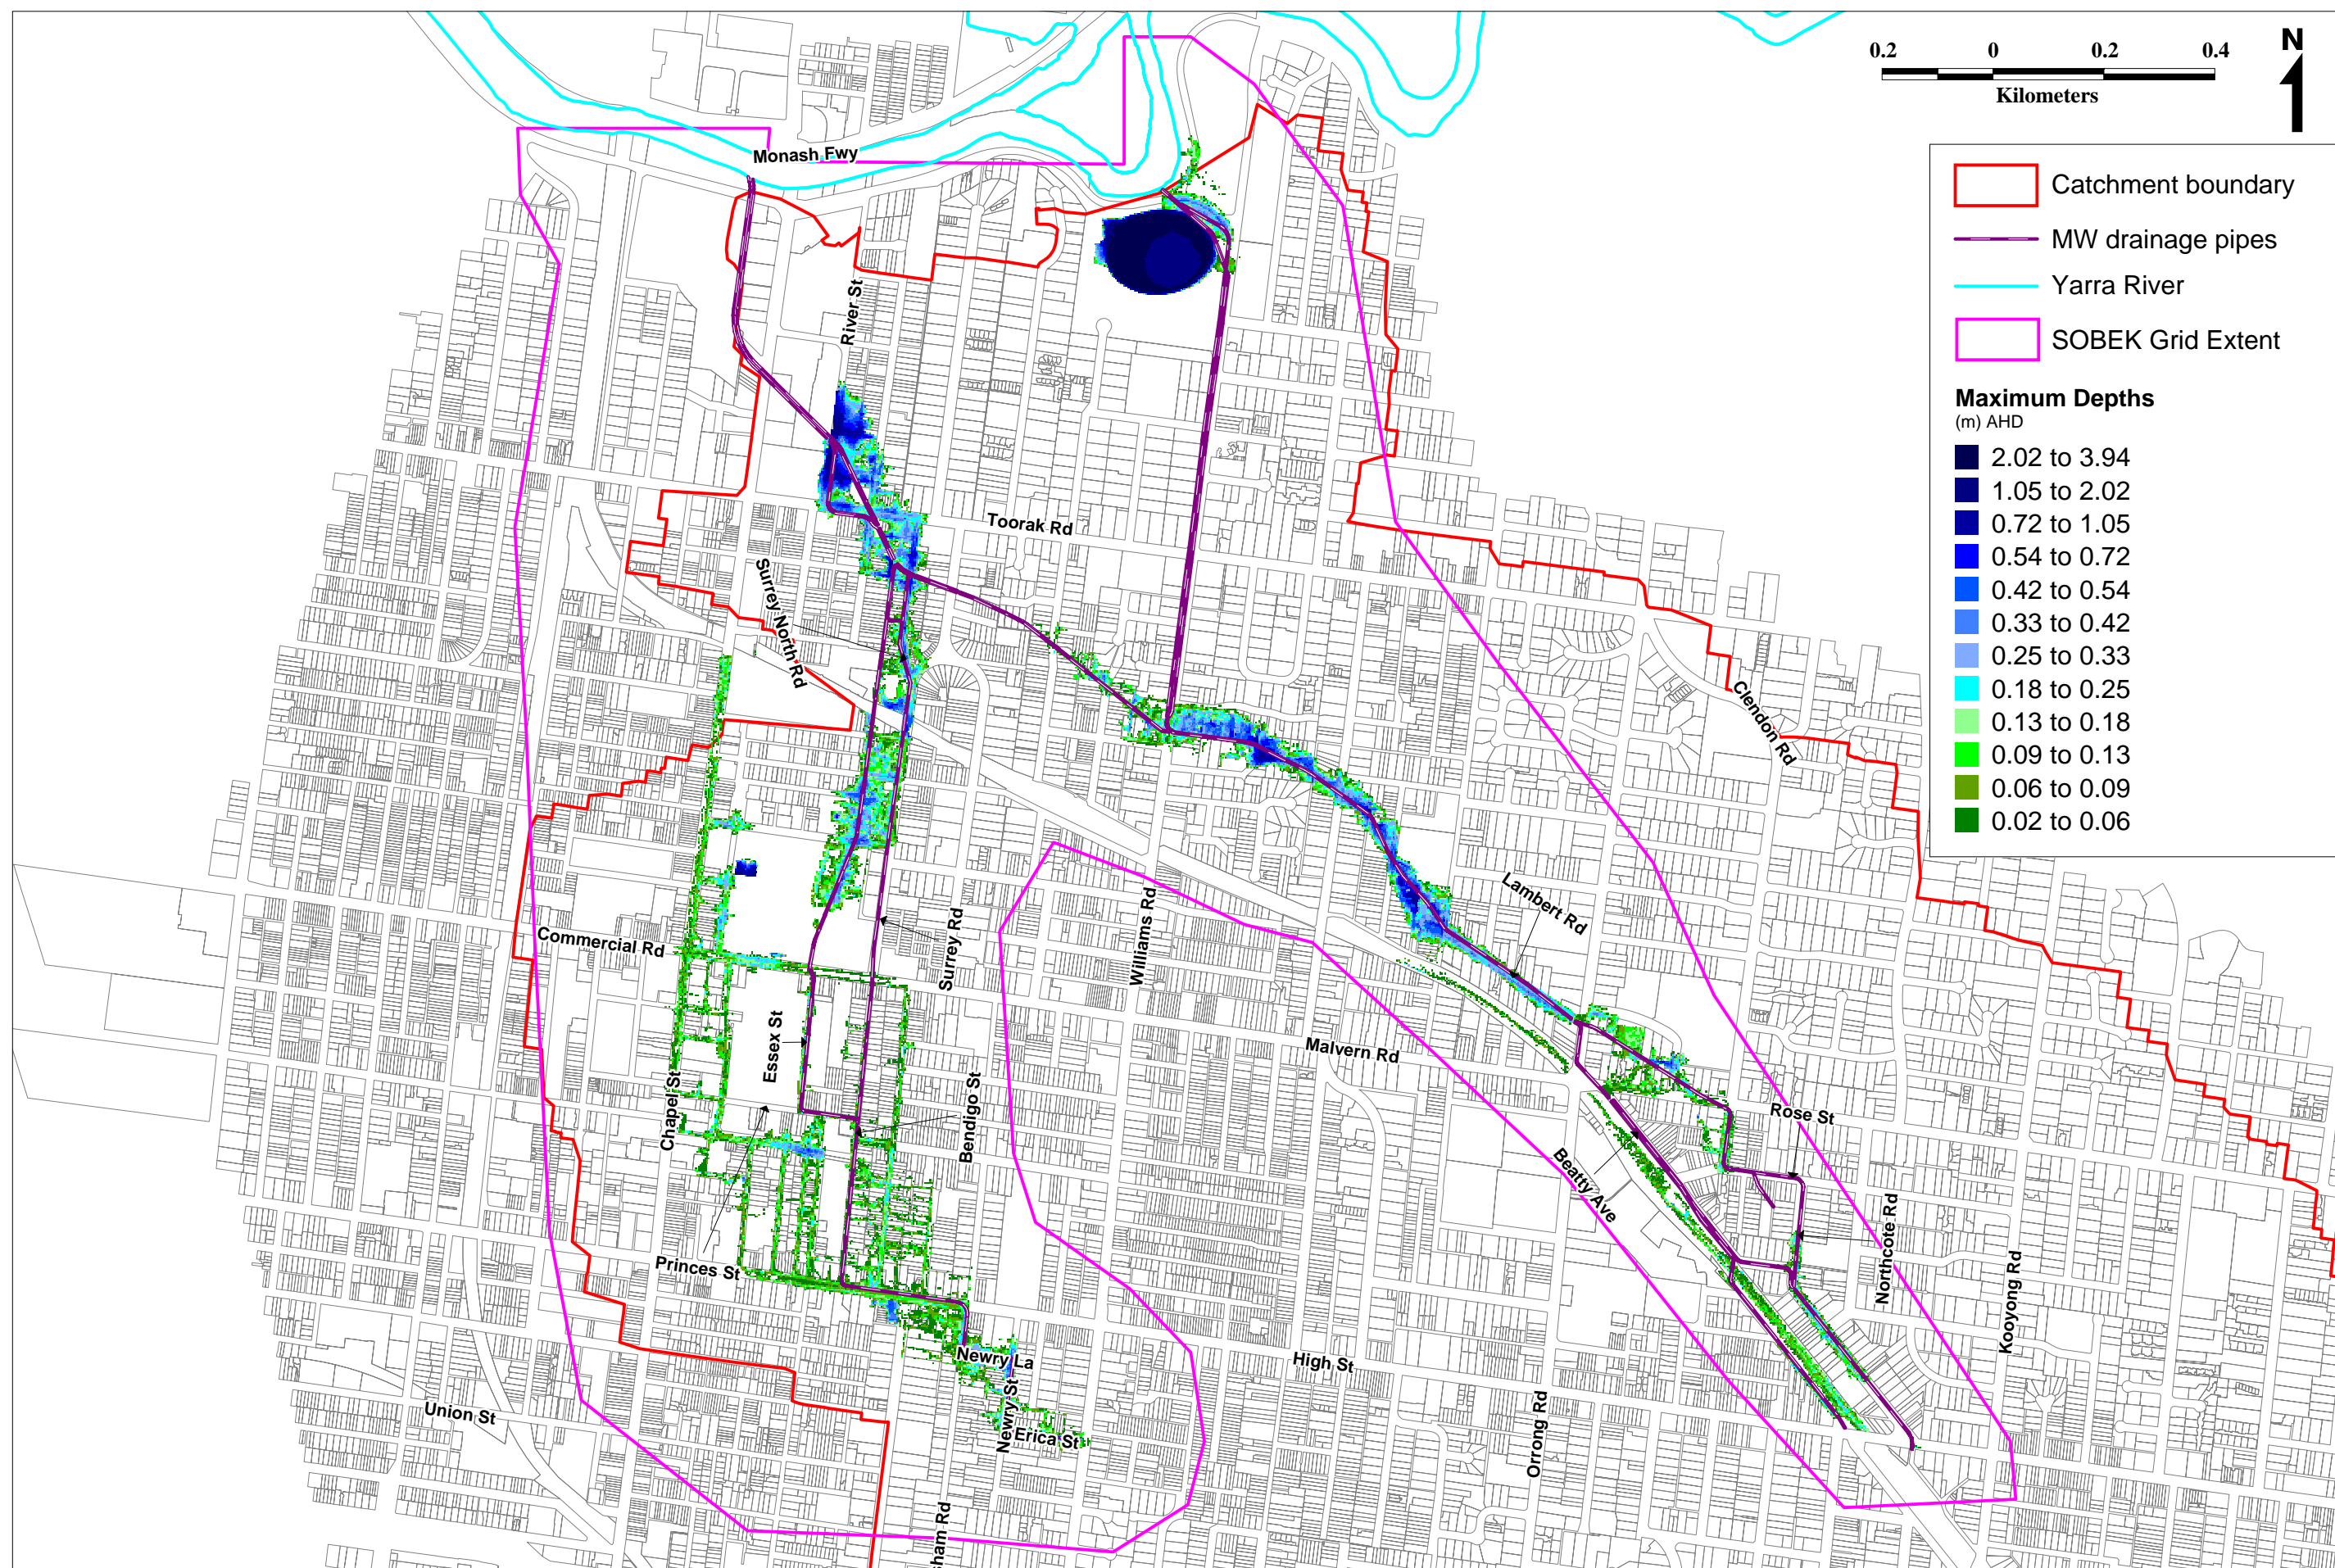 0.2 0 0.2 0.4
Kilometers
N
Catchment boundary
MW drainage pipes
Yarra River
SOBEK Grid Extent
Maximum Depths
(m) AHD
2.02 to 3.94
1.05 to 2.02
0.72 to 1.05
0.54 to 0.72
0.42 to 0.54
0.33 to 0.42
0.25 to 0.33
0.18 to 0.25
0.13 to 0.18
0.09 to 0.13
0.06 to 0.09
0.02 to 0.06
Monash Fwy
River St
Toorak Rd
Surrey North Rd
Clendon Rd
Lambert Rd
Williams Rd
Surrey Rd
Commercial Rd
Essex St
Malvern Rd
Chapel St
Bendigo St
Rose St
Beatty Ave
Northcote Rd
Kooyong Rd
Princes St
Newry La
High St
Newry St
Orrong Rd
Union St
Erica St
ham Rd